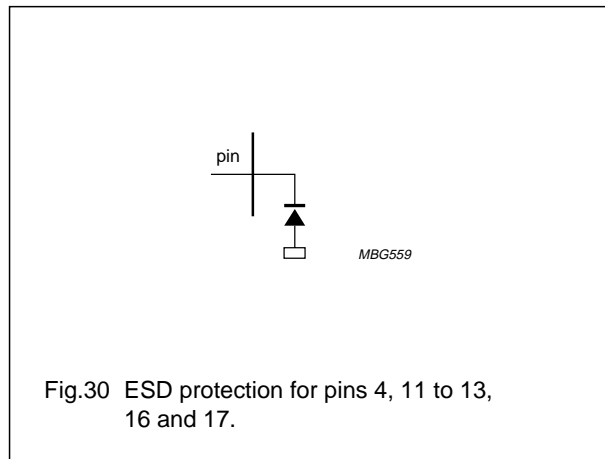 pin
MBG559
Fig.30 ESD protection for pins 4, 11 to 13,
16 and 17.